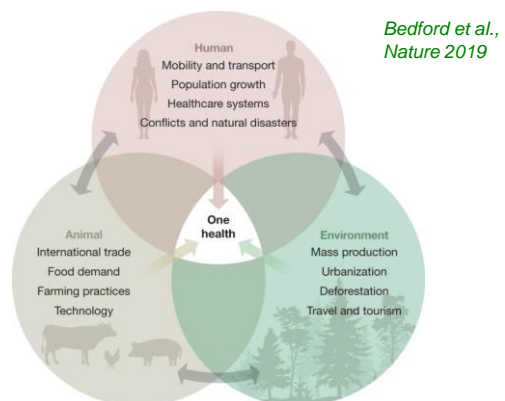 Bedford et al.,
Nature 2019
Human
Mobility and transport
Population growth
Healthcare systems
Conflicts and natural disasters
One
health
Animal
International trade
Food demand
Farming practices
Technology
Environment
Mass production
Urbanization
Deforestation
Travel and tourism